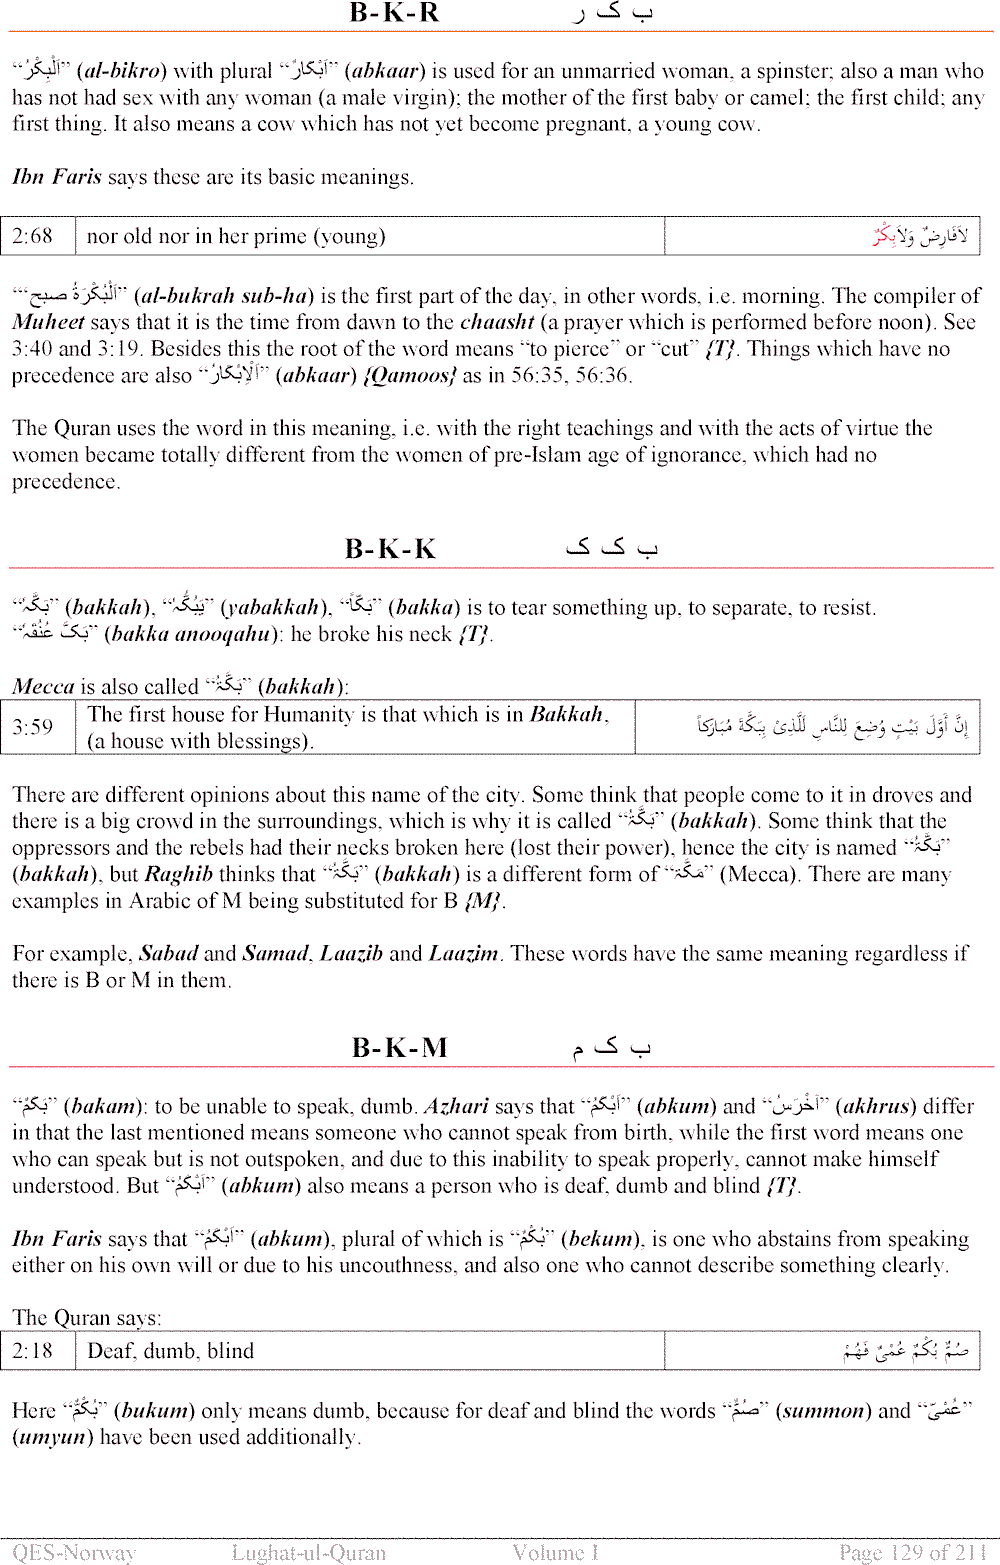 B-K-R ب ک ر
“اَلْبِکْرُ” (al-bikro) with plural “اَبْکَارٌ” (abkaar) is used for an unmarried woman, a spinster; also a man who
has not had sex with any woman (a male virgin); the mother of the first baby or camel; the first child; any
first thing. It also means a cow which has not yet become pregnant, a young cow.
Ibn Faris says these are its basic meanings.
2:68 nor old nor in her prime (young) لاَفَارِضٌ وَلاَبِکْرٌ
“‘اَلْبُکْرَۃُ صبح” (al-bukrah sub-ha) is the first part of the day, in other words, i.e. morning. The compiler of
Muheet says that it is the time from dawn to the chaasht (a prayer which is performed before noon). See
3:40 and 3:19. Besides this the root of the word means “to pierce” or “cut” {T}. Things which have no
precedence are also “اَلْاِبْکَارُ” (abkaar) {Qamoos} as in 56:35, 56:36.
The Quran uses the word in this meaning, i.e. with the right teachings and with the acts of virtue the
women became totally different from the women of pre-Islam age of ignorance, which had no
precedence.
B-K-K ب ک ک
“بَکَّہٗ” (bakkah), “یَبُکُّہٗ” (yabakkah), “بَکّاً” (bakka) is to tear something up, to separate, to resist.
“بَکَّ عُنُقَہٗ” (bakka anooqahu): he broke his neck {T}.
Mecca is also called “بَکَّۃُ” (bakkah):
3:59 The first house for Humanity is that which is in Bakkah, اِنَّ أَوَّلَ بَیْتٍ وُضِعَ لِلنَّاسِ لَلَّذِیْ بِبَکَّۃَ مُبَارَکاً
(a house with blessings).
There are different opinions about this name of the city. Some think that people come to it in droves and
there is a big crowd in the surroundings, which is why it is called “بَکَّۃُ” (bakkah). Some think that the
oppressors and the rebels had their necks broken here (lost their power), hence the city is named “بَکَّۃُ”
(bakkah), but Raghib thinks that “بَکَّۃُ” (bakkah) is a different form of “مَکَّۃُ” (Mecca). There are many
examples in Arabic of M being substituted for B {M}.
For example, Sabad and Samad, Laazib and Laazim. These words have the same meaning regardless if
there is B or M in them.
B-K-M ب ک م
“بَکَمٌ” (bakam): to be unable to speak, dumb. Azhari says that “اَبْکَمُ” (abkum) and “اَخْرَسُ” (akhrus) differ
in that the last mentioned means someone who cannot speak from birth, while the first word means one
who can speak but is not outspoken, and due to this inability to speak properly, cannot make himself
understood. But “اَبْکَمُ” (abkum) also means a person who is deaf, dumb and blind {T}.
Ibn Faris says that “اَبْکَمُ” (abkum), plural of which is “بُکْمٌ” (bekum), is one who abstains from speaking
either on his own will or due to his uncouthness, and also one who cannot describe something clearly.
The Quran says:
2:18 Deaf, dumb, blind صُمٌّ بُکْمٌ عُمْیٌ فَہُمْ
Here “بُکْمٌ” (bukum) only means dumb, because for deaf and blind the words “صُمٌّ” (summon) and “عُمْیٌ”
(umyun) have been used additionally.
QES-Norway Lughat-ul-Quran Volume I Page 129 of 211